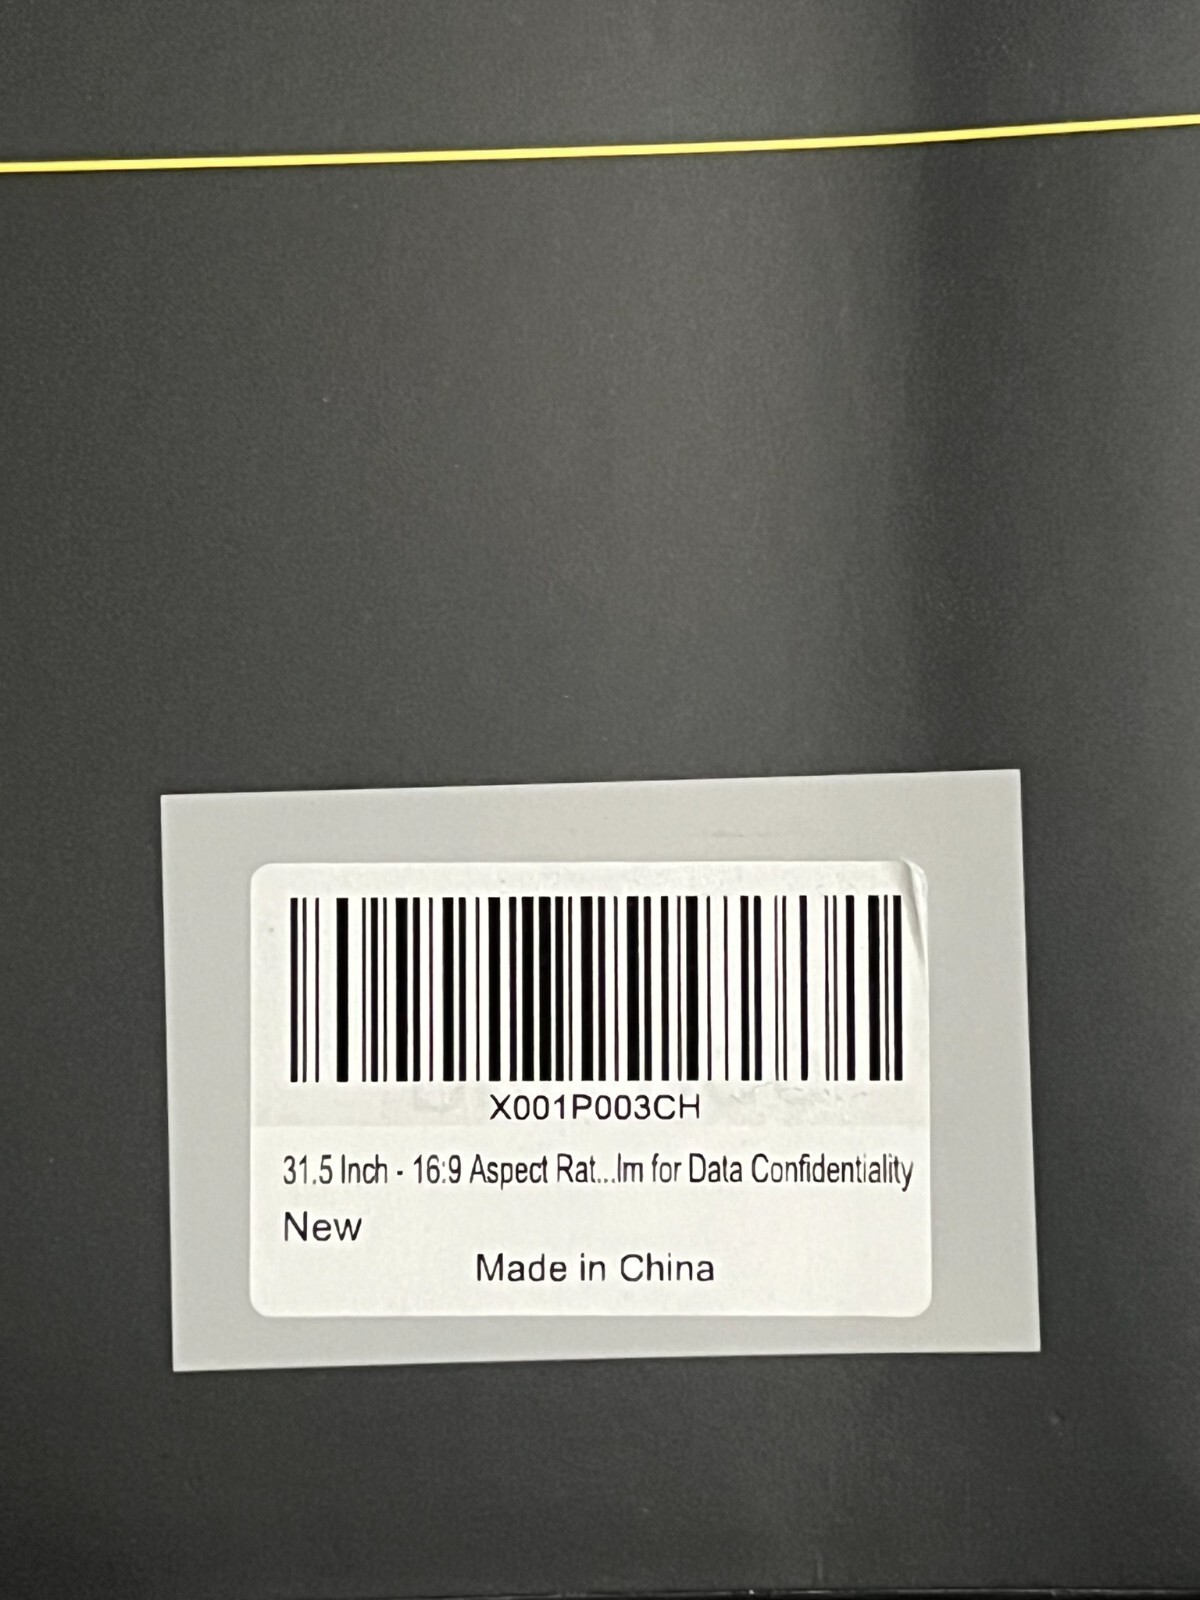 X001P003CH
31.5 Inch - 16:9 Aspect Rat...lm for Data Confidentiality
New
Made in China